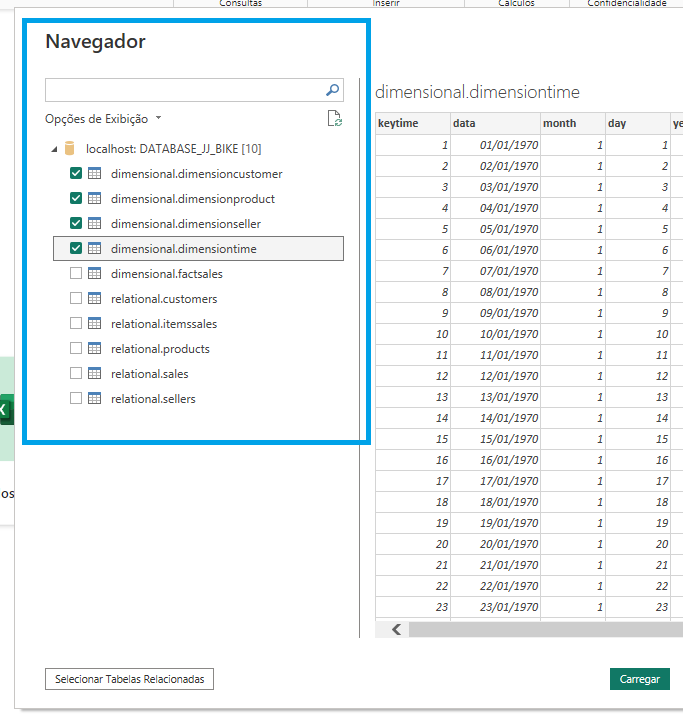 Consultas Inserir Cálculos Confidencialidade
Navegador
Opções de Exibição
localhost: DATABASE_JJ_BIKE [10]
dimensional.dimensioncustomer
dimensional.dimensionproduct
dimensional.dimensionseller
dimensional.dimensiontime
dimensional.factsales
relational.customers
relational.itemssales
relational.products
relational.sales
relational.sellers
dimensional.dimensiontime
keytime data month day ye
1 01/01/1970 1 1
2 02/01/1970 1 2
3 03/01/1970 1 3
4 04/01/1970 1 4
5 05/01/1970 1 5
6 06/01/1970 1 6
7 07/01/1970 1 7
8 08/01/1970 1 8
9 09/01/1970 1 9
10 10/01/1970 1 10
11 11/01/1970 1 11
12 12/01/1970 1 12
13 13/01/1970 1 13
14 14/01/1970 1 14
15 15/01/1970 1 15
16 16/01/1970 1 16
17 17/01/1970 1 17
18 18/01/1970 1 18
19 19/01/1970 1 19
20 20/01/1970 1 20
21 21/01/1970 1 21
22 22/01/1970 1 22
23 23/01/1970 1 23
os
Selecionar Tabelas Relacionadas
Carregar